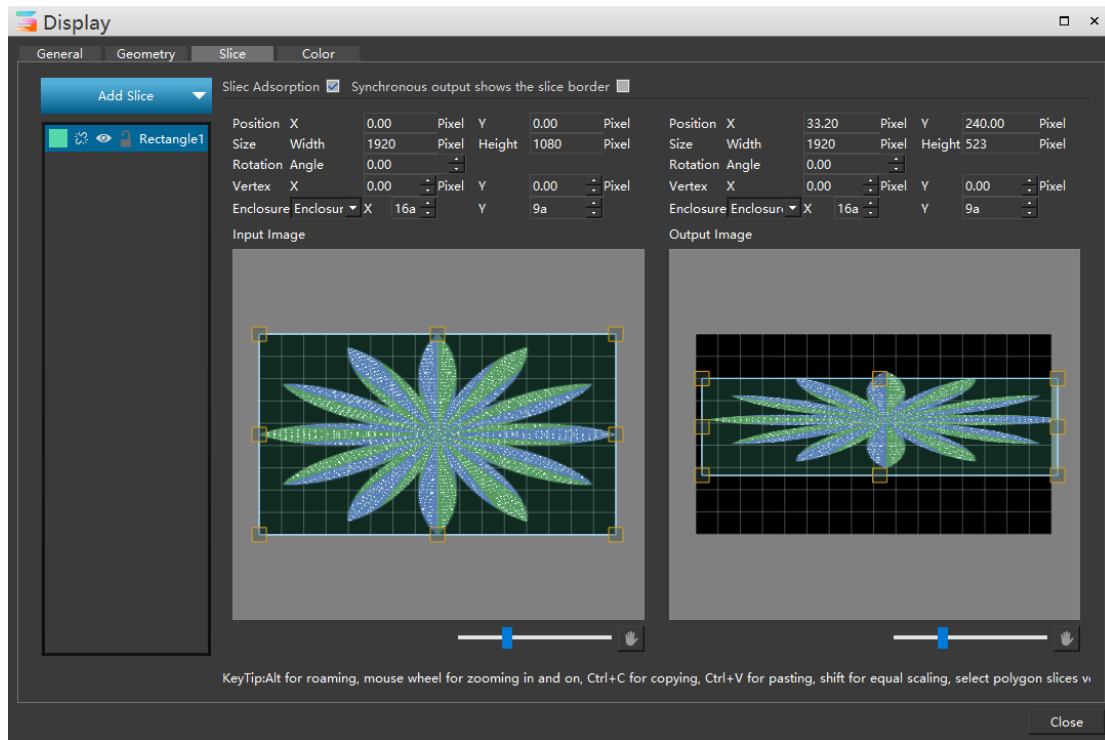 Display
General Geometry Slice Color
Add Slice
Sliec Adsorption Synchronous output shows the slice border
Rectangle1
Position X 0.00 Pixel Y 0.00 Pixel
Size Width 1920 Pixel Height 1080 Pixel
Rotation Angle 0.00
Vertex X 0.00 Pixel Y 0.00 Pixel
Enclosure Enclosur X 16a Y 9a
Input Image
Position X 33.20 Pixel Y 240.00 Pixel
Size Width 1920 Pixel Height 523 Pixel
Rotation Angle 0.00
Vertex X 0.00 Pixel Y 0.00 Pixel
Enclosure Enclosur X 16a Y 9a
Output Image
KeyTip:Alt for roaming, mouse wheel for zooming in and on, Ctrl+C for copying, Ctrl+V for pasting, shift for equal scaling, select polygon slices v
Close